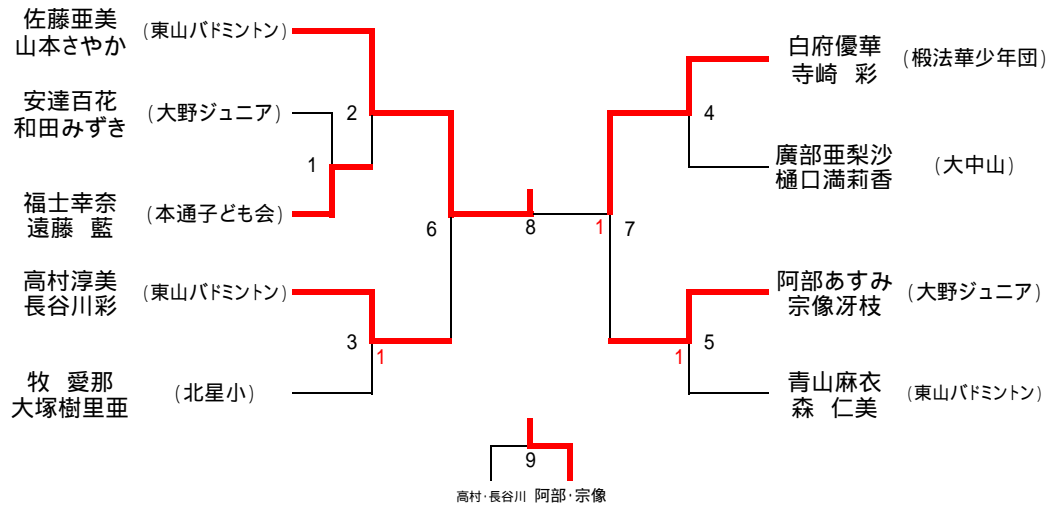 佐藤亜美
山本さやか
(東山バドミントン)
安達百花
和田みずき
(大野ジュニア)
2
1
福士幸奈
遠藤 藍
(本通子ども会)
6
高村淳美
長谷川彩
(東山バドミントン)
3
1
牧 愛那
大塚樹里亜
(北星小)
8
白府優華
寺崎 彩
(椴法華少年団)
4
廣部亜梨沙
樋口満莉香
(大中山)
1
7
阿部あすみ
宗像冴枝
(大野ジュニア)
1
5
青山麻衣
森 仁美
(東山バドミントン)
9
高村・長谷川 阿部・宗像